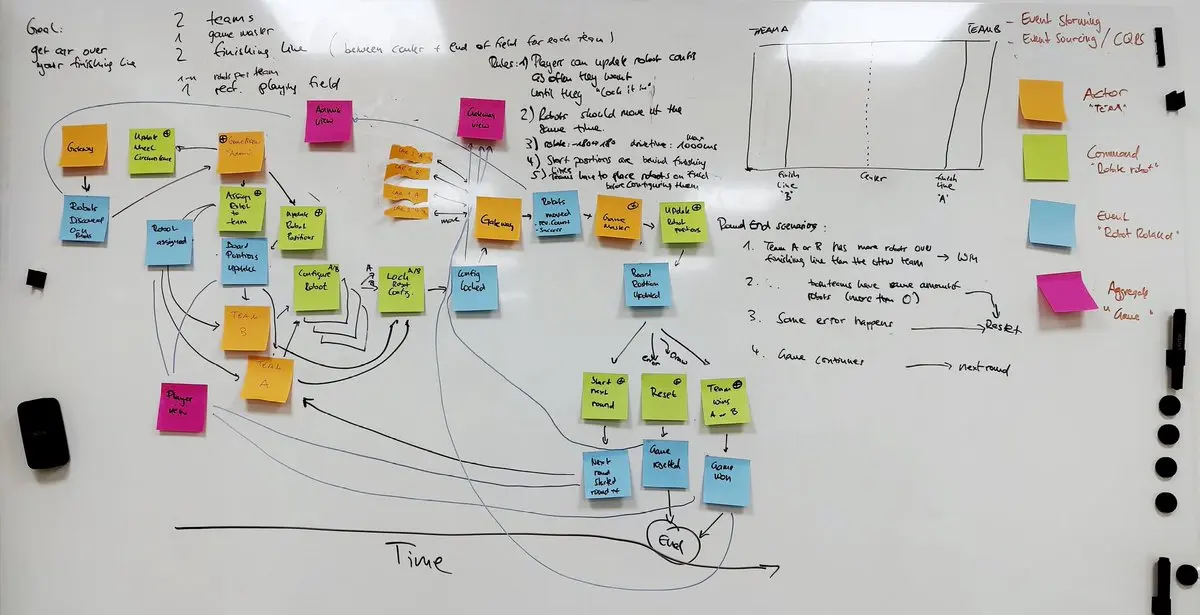 Goal:
get car over
your finishing line
2 teams
1 game master
2 finishing line (between center + end of field for each team)
1-n robots per team
1 rect. playing field
Rules: 1) Players can update robot config
as often they want
until they "Lock it in"
2) Robots should move at the
same time.
3) rotate: -180 +180 drivetime: max 1000ms
4) Start positions are behind finishing
lines
5) Teams have to place robots on field
before configuring them
TEAM A
TEAM B
finish
line
"B"
Center
finish
line
'A'
- Event Storming
- Event Sourcing / CQRS
Actor
"TEAM"
Command
"Rotate robot"
Event
"Robot Rotated"
Aggregate
"Game"
Gateway
Update
Wheel
Circumference
Admin
view
Gateway
view
Robots
Discovered
0-n Robots
Robot
assigned
Assign
Robot
to
team
Update
Robot
Positions
Board
Positions
Updated
TEAM
B
TEAM
A
Configure
Robot
A/B
A
B
Lock
Robot
Config.
A/B
Config
Locked
move
Gateway
Robots
moved
Game
Master
Update
Robot
positions
Board
Position
Updated
error
Draw
Player
view
Start
next
round
Reset
Team
wins
A or B
Next
round
started
round++
Game
resetted
Game
won
End
Time
Round End scenarios:
1. Team A or B has more robots over
finishing line than the other team → Win
2. both teams have same amount of
robots (more than 0)
3. Some error happens → Reset
4. Game continues → next round